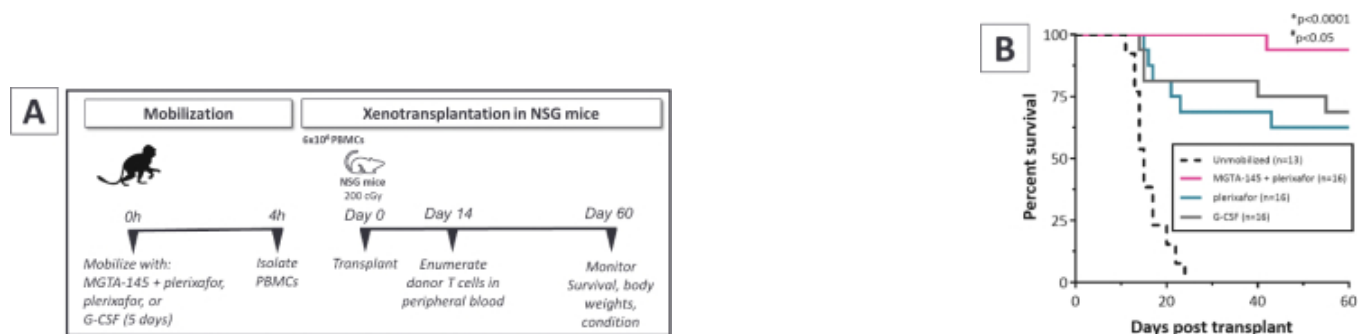 A
Mobilization
Xenotransplantation in NSG mice
6x10⁶ PBMCs
NSG mice
200 cGy
0h
4h
Day 0
Day 14
Day 60
Mobilize with:
MGTA-145 + plerixafor,
plerixafor, or
G-CSF (5 days)
Isolate
PBMCs
Transplant
Enumerate
donor T cells in
peripheral blood
Monitor
Survival, body
weights,
condition
B
*p<0.0001
#p<0.05
Percent survival
100
75
50
25
0
Unmobilized (n=13)
MGTA-145 + plerixafor (n=16)
plerixafor (n=16)
G-CSF (n=16)
0
20
40
60
Days post transplant